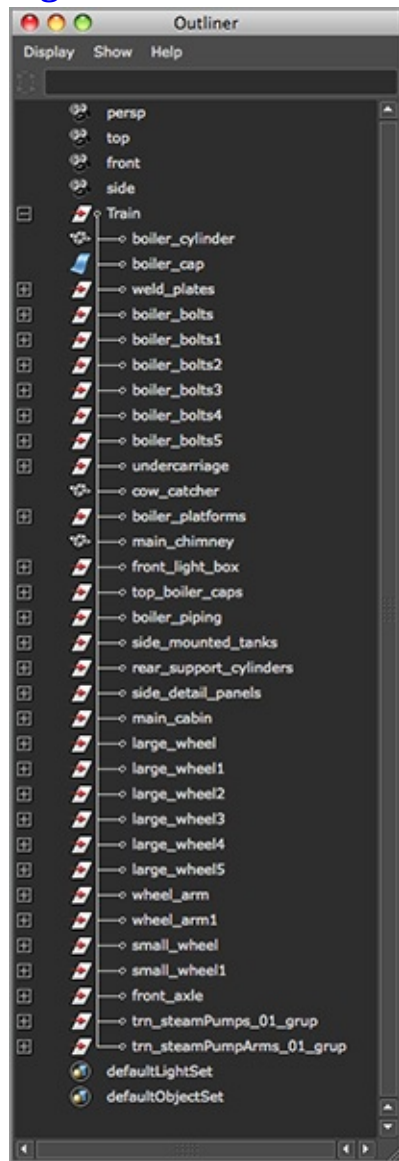 Outliner
Display Show Help
persp
top
front
side
Train
boiler_cylinder
boiler_cap
weld_plates
boiler_bolts
boiler_bolts1
boiler_bolts2
boiler_bolts3
boiler_bolts4
boiler_bolts5
undercarriage
cow_catcher
boiler_platforms
main_chimney
front_light_box
top_boiler_caps
boiler_piping
side_mounted_tanks
rear_support_cylinders
side_detail_panels
main_cabin
large_wheel
large_wheel1
large_wheel2
large_wheel3
large_wheel4
large_wheel5
wheel_arm
wheel_arm1
small_wheel
small_wheel1
front_axle
trn_steamPumps_01_grup
trn_steamPumpArms_01_grup
defaultLightSet
defaultObjectSet